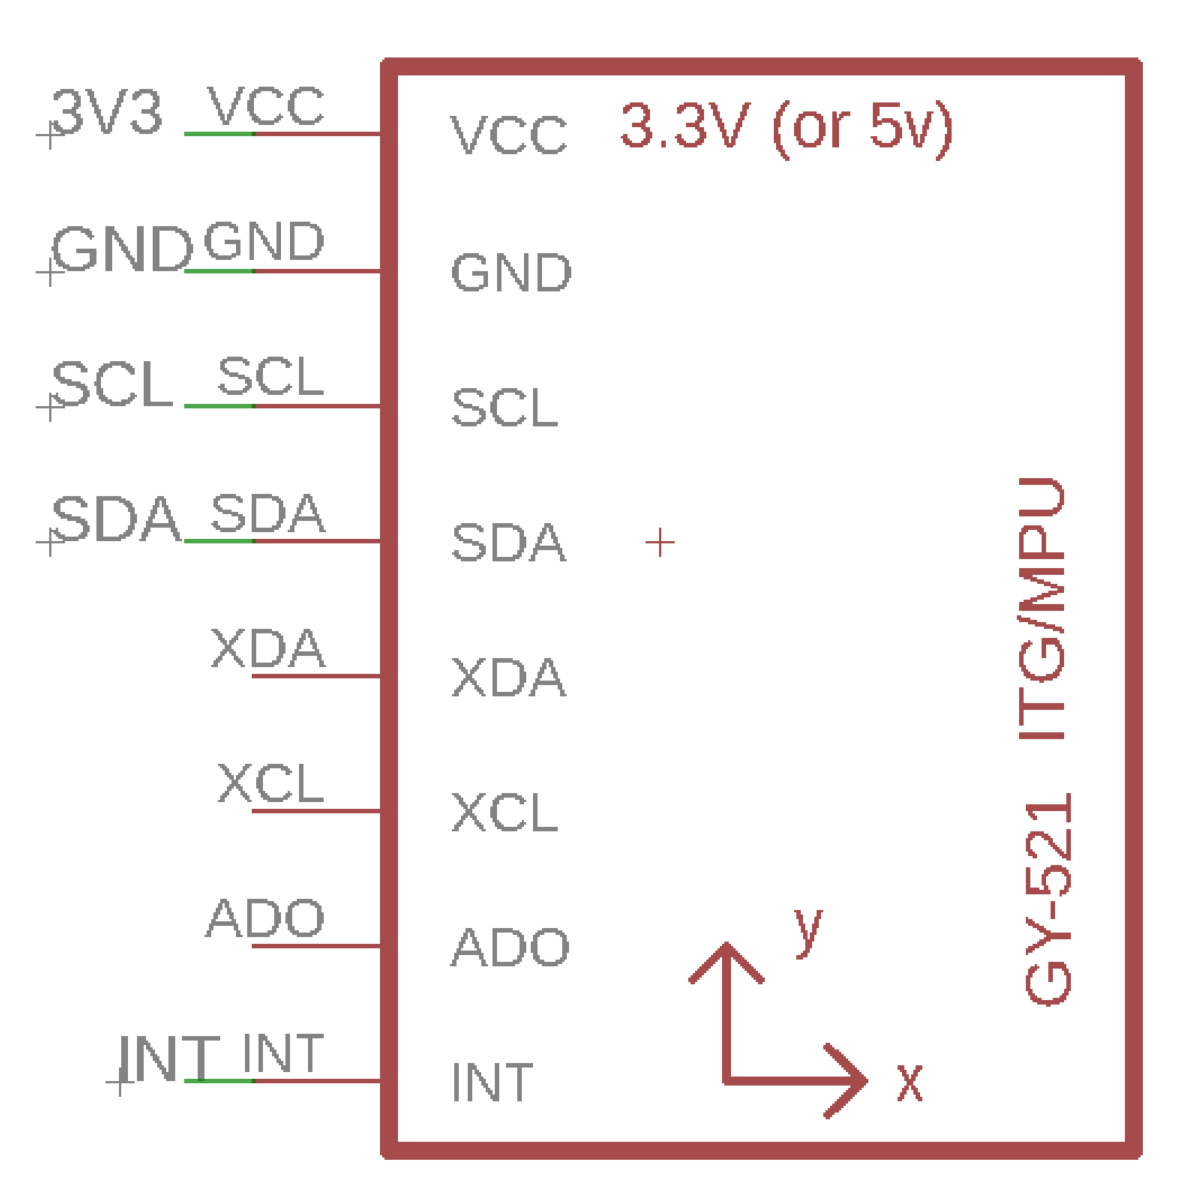 3V3 VCC VCC 3.3V (or 5v)
GND GND GND
SCL SCL SCL
SDA SDA SDA
XDA XDA
XCL XCL
ADO ADO
INT INT INT
y
x
GY-521 ITG/MPU